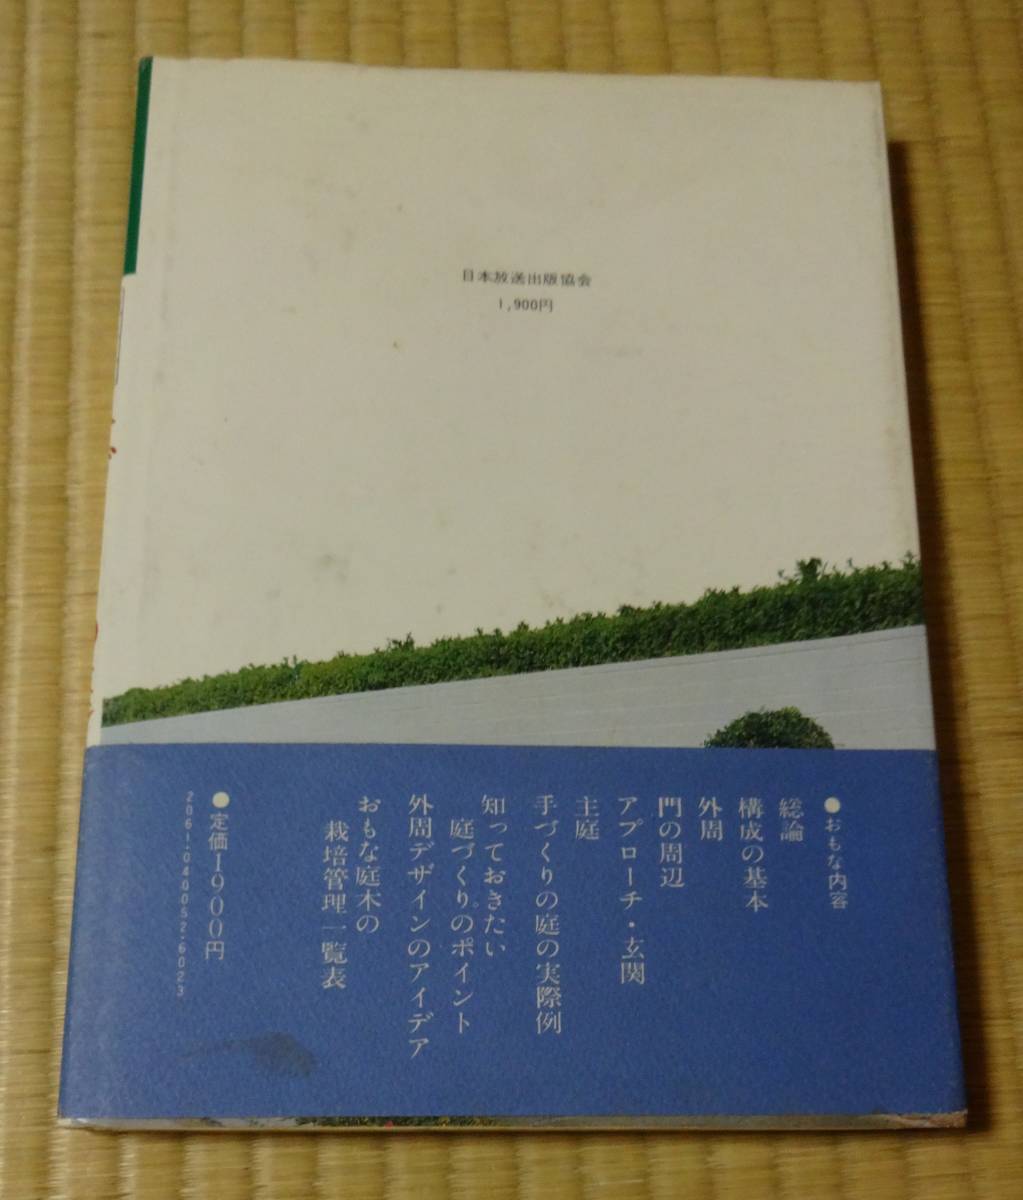 日本放送出版協会
1,900円
●おもな内容
総論
構成の基本
外周
門の周辺
アプローチ・玄関
主庭
手づくりの庭の実際例
知っておきたい
庭づくりのポイント
外周デザインのアイデア
おもな庭木の
栽培管理一覧表
●定価1900円
2061-040052-6023